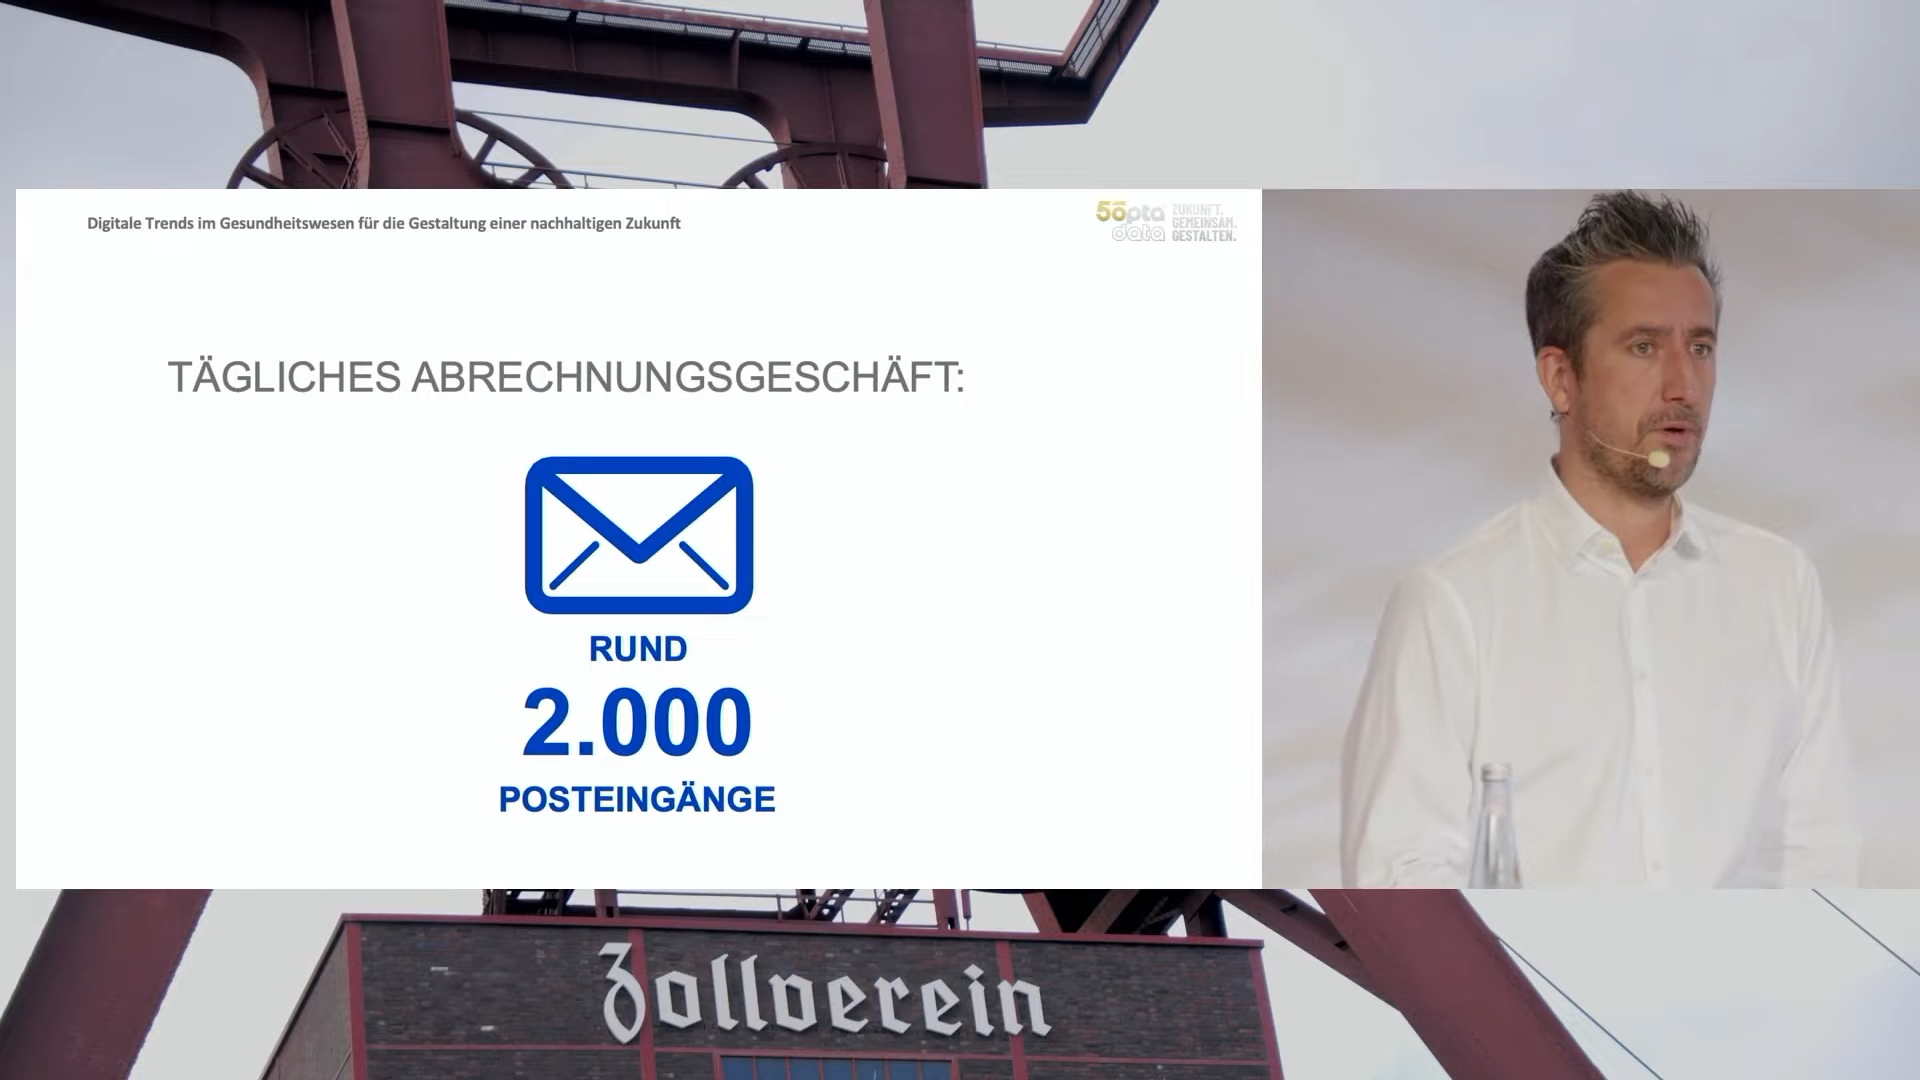 Digitale Trends im Gesundheitswesen für die Gestaltung einer nachhaltigen Zukunft
50 opta data
ZUKUNFT.
GEMEINSAM.
GESTALTEN.
TÄGLICHES ABRECHNUNGSGESCHÄFT:
RUND
2.000
POSTEINGÄNGE
Zollverein